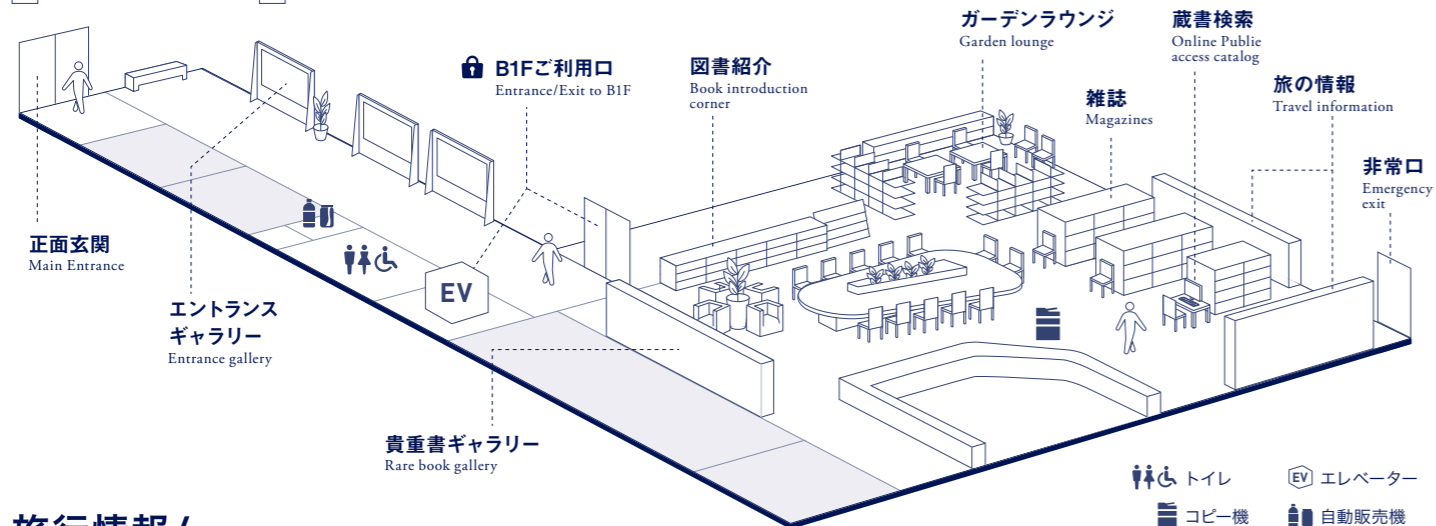 ガーデンラウンジ
Garden lounge
蔵書検索
Online Public
access catalog
B1Fご利用口
Entrance/Exit to B1F
図書紹介
Book introduction
corner
雑誌
Magazines
旅の情報
Travel information
非常口
Emergency
exit
正面玄関
Main Entrance
EV
エントランス
ギャラリー
Entrance gallery
貴重書ギャラリー
Rare book gallery
トイレ
EV エレベーター
コピー機
自動販売機